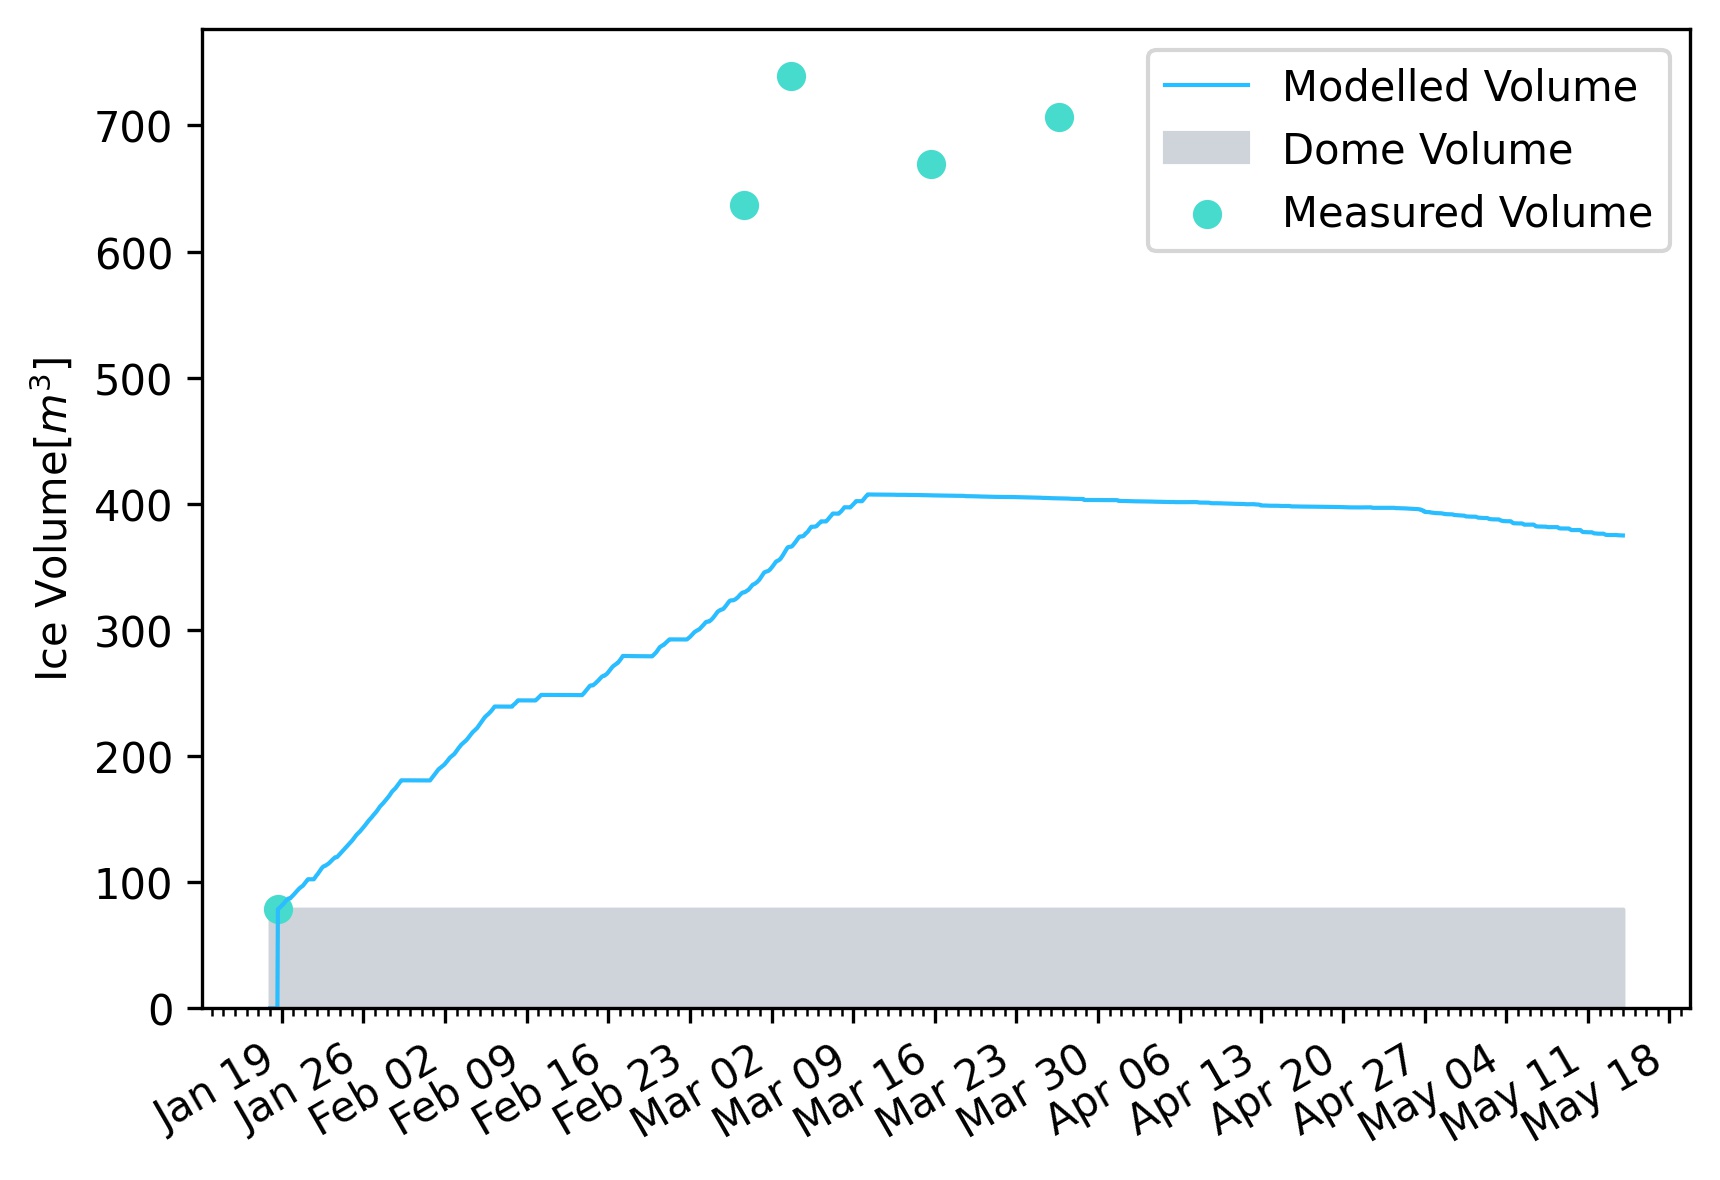 Modelled Volume
Dome Volume
Measured Volume
Ice Volume[m³]
700
600
500
400
300
200
100
0
Jan 19
Jan 26
Feb 02
Feb 09
Feb 16
Feb 23
Mar 02
Mar 09
Mar 16
Mar 23
Mar 30
Apr 06
Apr 13
Apr 20
Apr 27
May 04
May 11
May 18